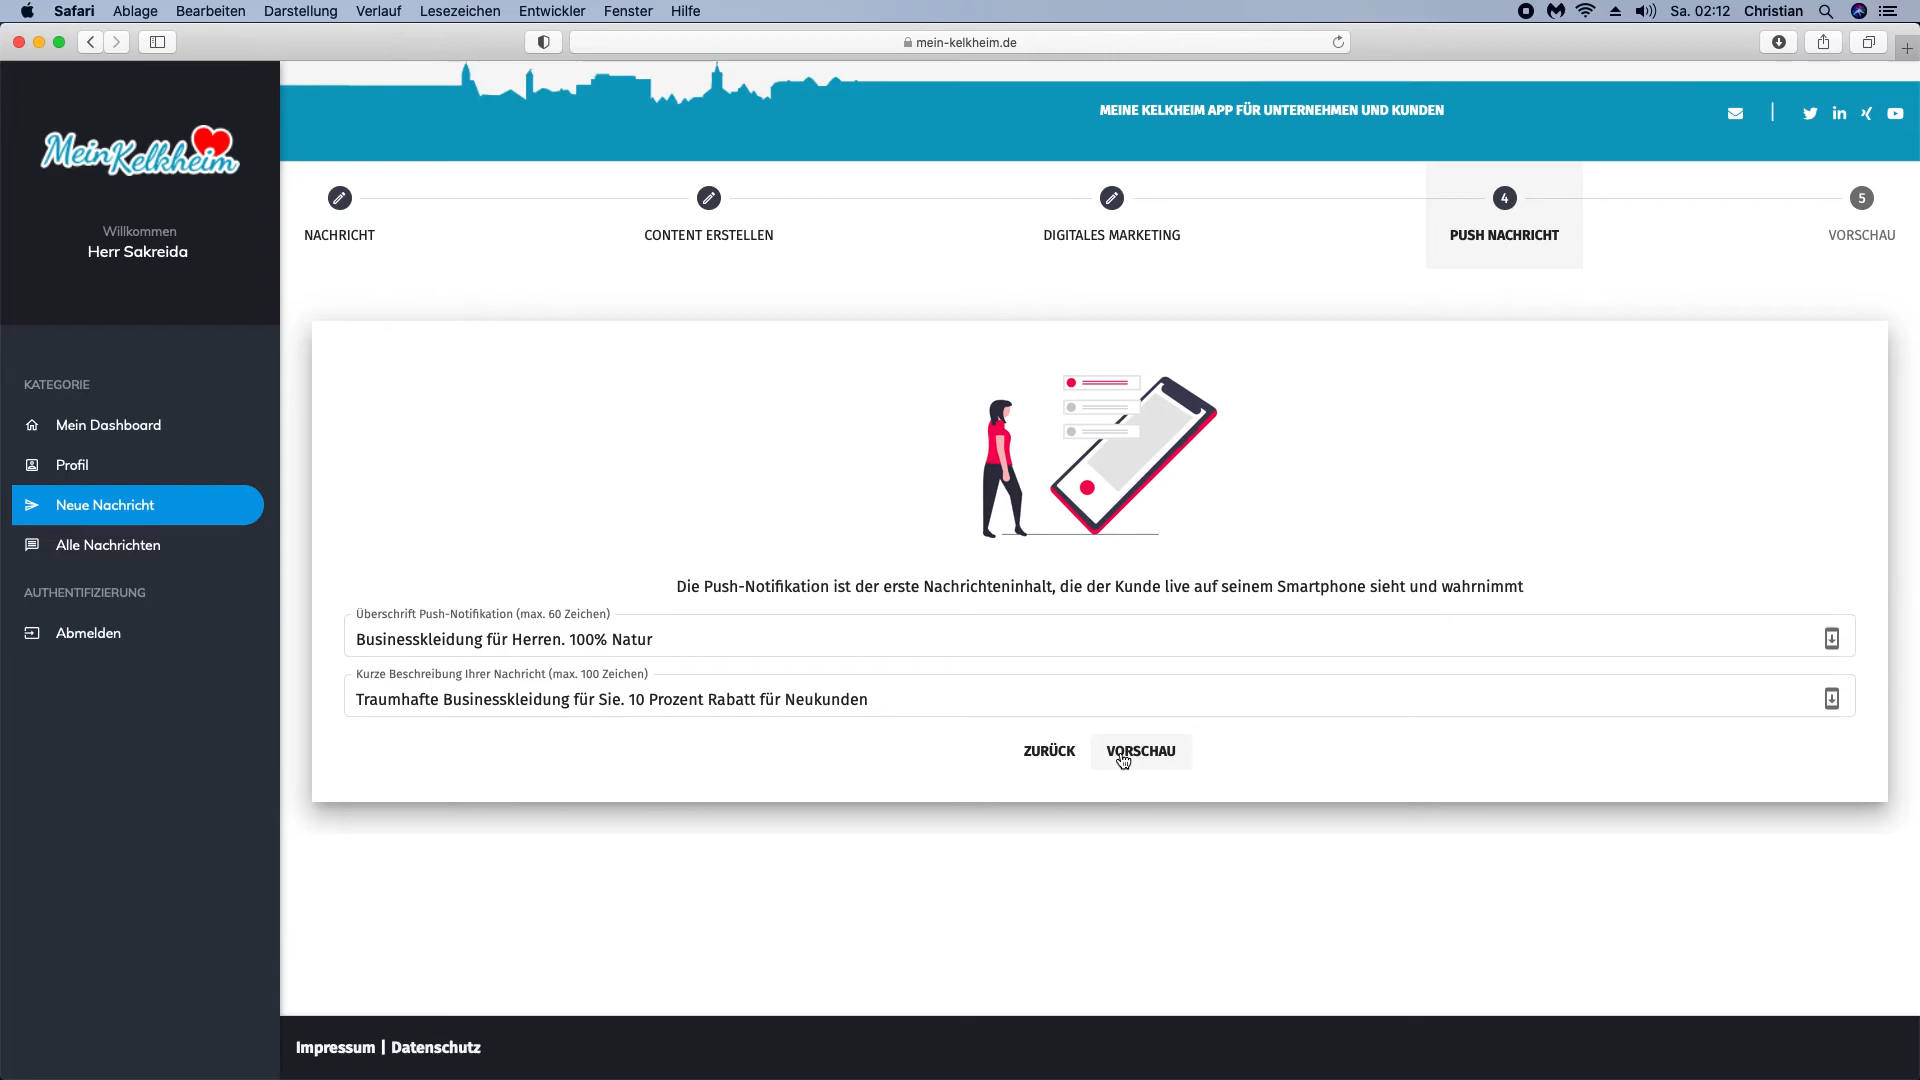 Safari Ablage Bearbeiten Darstellung Verlauf Lesezeichen Entwickler Fenster Hilfe
Sa. 02:12 Christian
mein-kelkheim.de
MeinKelkheim
Willkommen
Herr Sakreida
KATEGORIE
Mein Dashboard
Profil
Neue Nachricht
Alle Nachrichten
AUTHENTIFIZIERUNG
Abmelden
MEINE KELKHEIM APP FÜR UNTERNEHMEN UND KUNDEN
4 5
NACHRICHT CONTENT ERSTELLEN DIGITALES MARKETING PUSH NACHRICHT VORSCHAU
Die Push-Notifikation ist der erste Nachrichteninhalt, die der Kunde live auf seinem Smartphone sieht und wahrnimmt
Überschrift Push-Notifikation (max. 60 Zeichen)
Businesskleidung für Herren. 100% Natur
Kurze Beschreibung Ihrer Nachricht (max. 100 Zeichen)
Traumhafte Businesskleidung für Sie. 10 Prozent Rabatt für Neukunden
ZURÜCK VORSCHAU
Impressum | Datenschutz